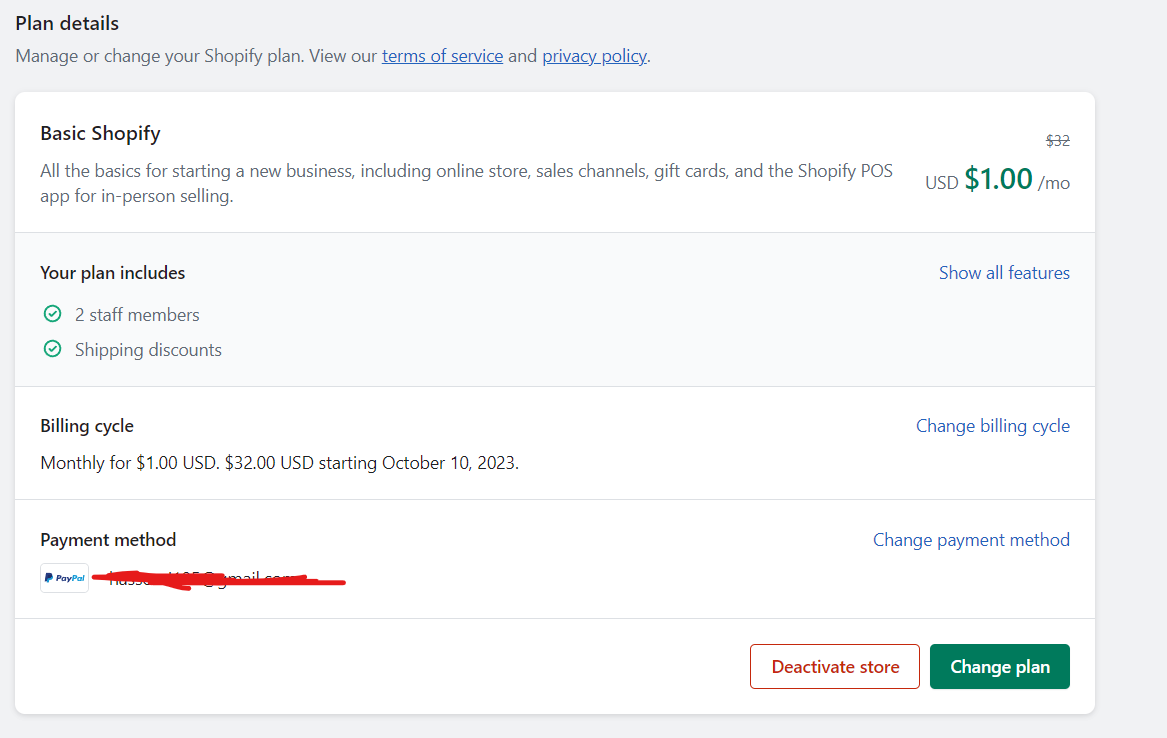 Plan details
Manage or change your Shopify plan. View our terms of service and privacy policy.
Basic Shopify
$32
All the basics for starting a new business, including online store, sales channels, gift cards, and the Shopify POS
app for in-person selling.
USD $1.00 /mo
Your plan includes
Show all features
2 staff members
Shipping discounts
Billing cycle
Change billing cycle
Monthly for $1.00 USD. $32.00 USD starting October 10, 2023.
Payment method
Change payment method
PayPal
Deactivate store
Change plan